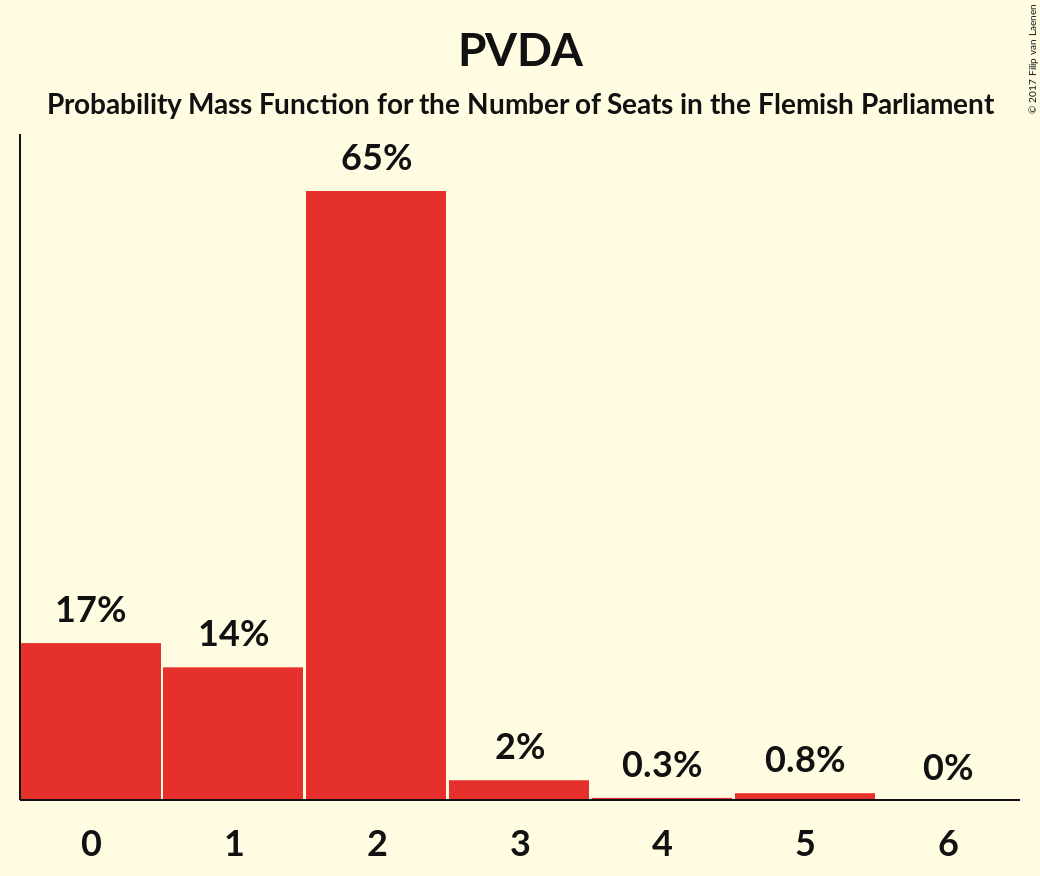 PVDA
Probability Mass Function for the Number of Seats in the Flemish Parliament
© 2017 Filip van Laenen
65%
17%
14%
2%
0.3%
0.8%
0%
0 1 2 3 4 5 6